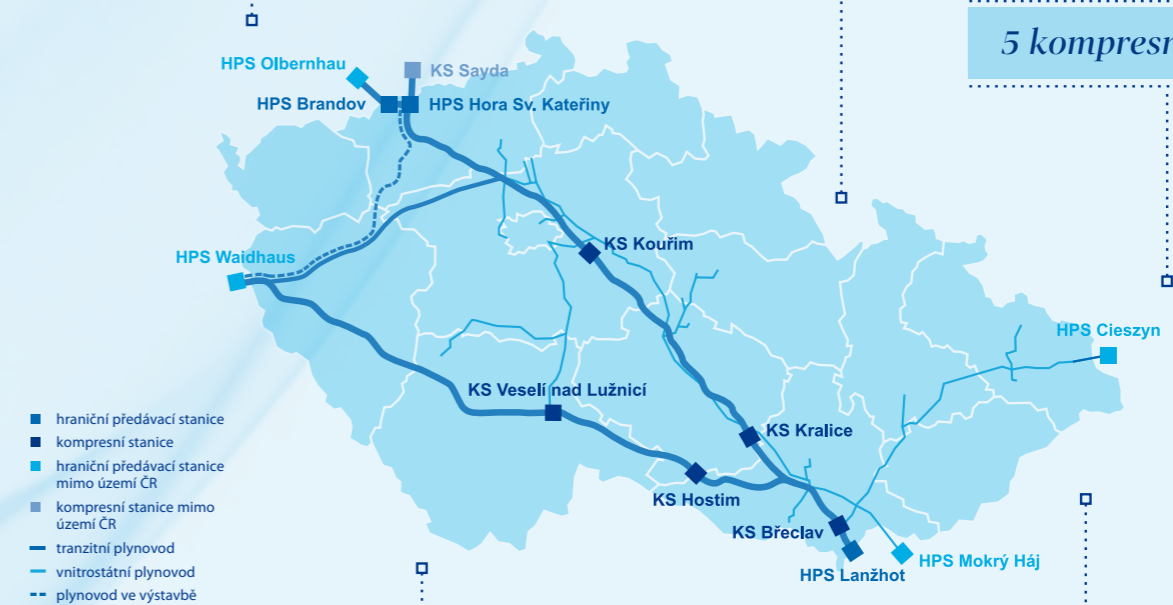 5 kompresn
HPS Olbernhau
KS Sayda
HPS Brandov
HPS Hora Sv. Kateřiny
KS Kouřim
HPS Waidhaus
HPS Cieszyn
KS Veselí nad Lužnicí
KS Kralice
KS Hostim
KS Břeclav
HPS Mokrý Háj
HPS Lanžhot
hraniční předávací stanice
kompresní stanice
hraniční předávací stanice
mimo území ČR
kompresní stanice mimo
území ČR
tranzitní plynovod
vnitrostátní plynovod
plynovod ve výstavbě